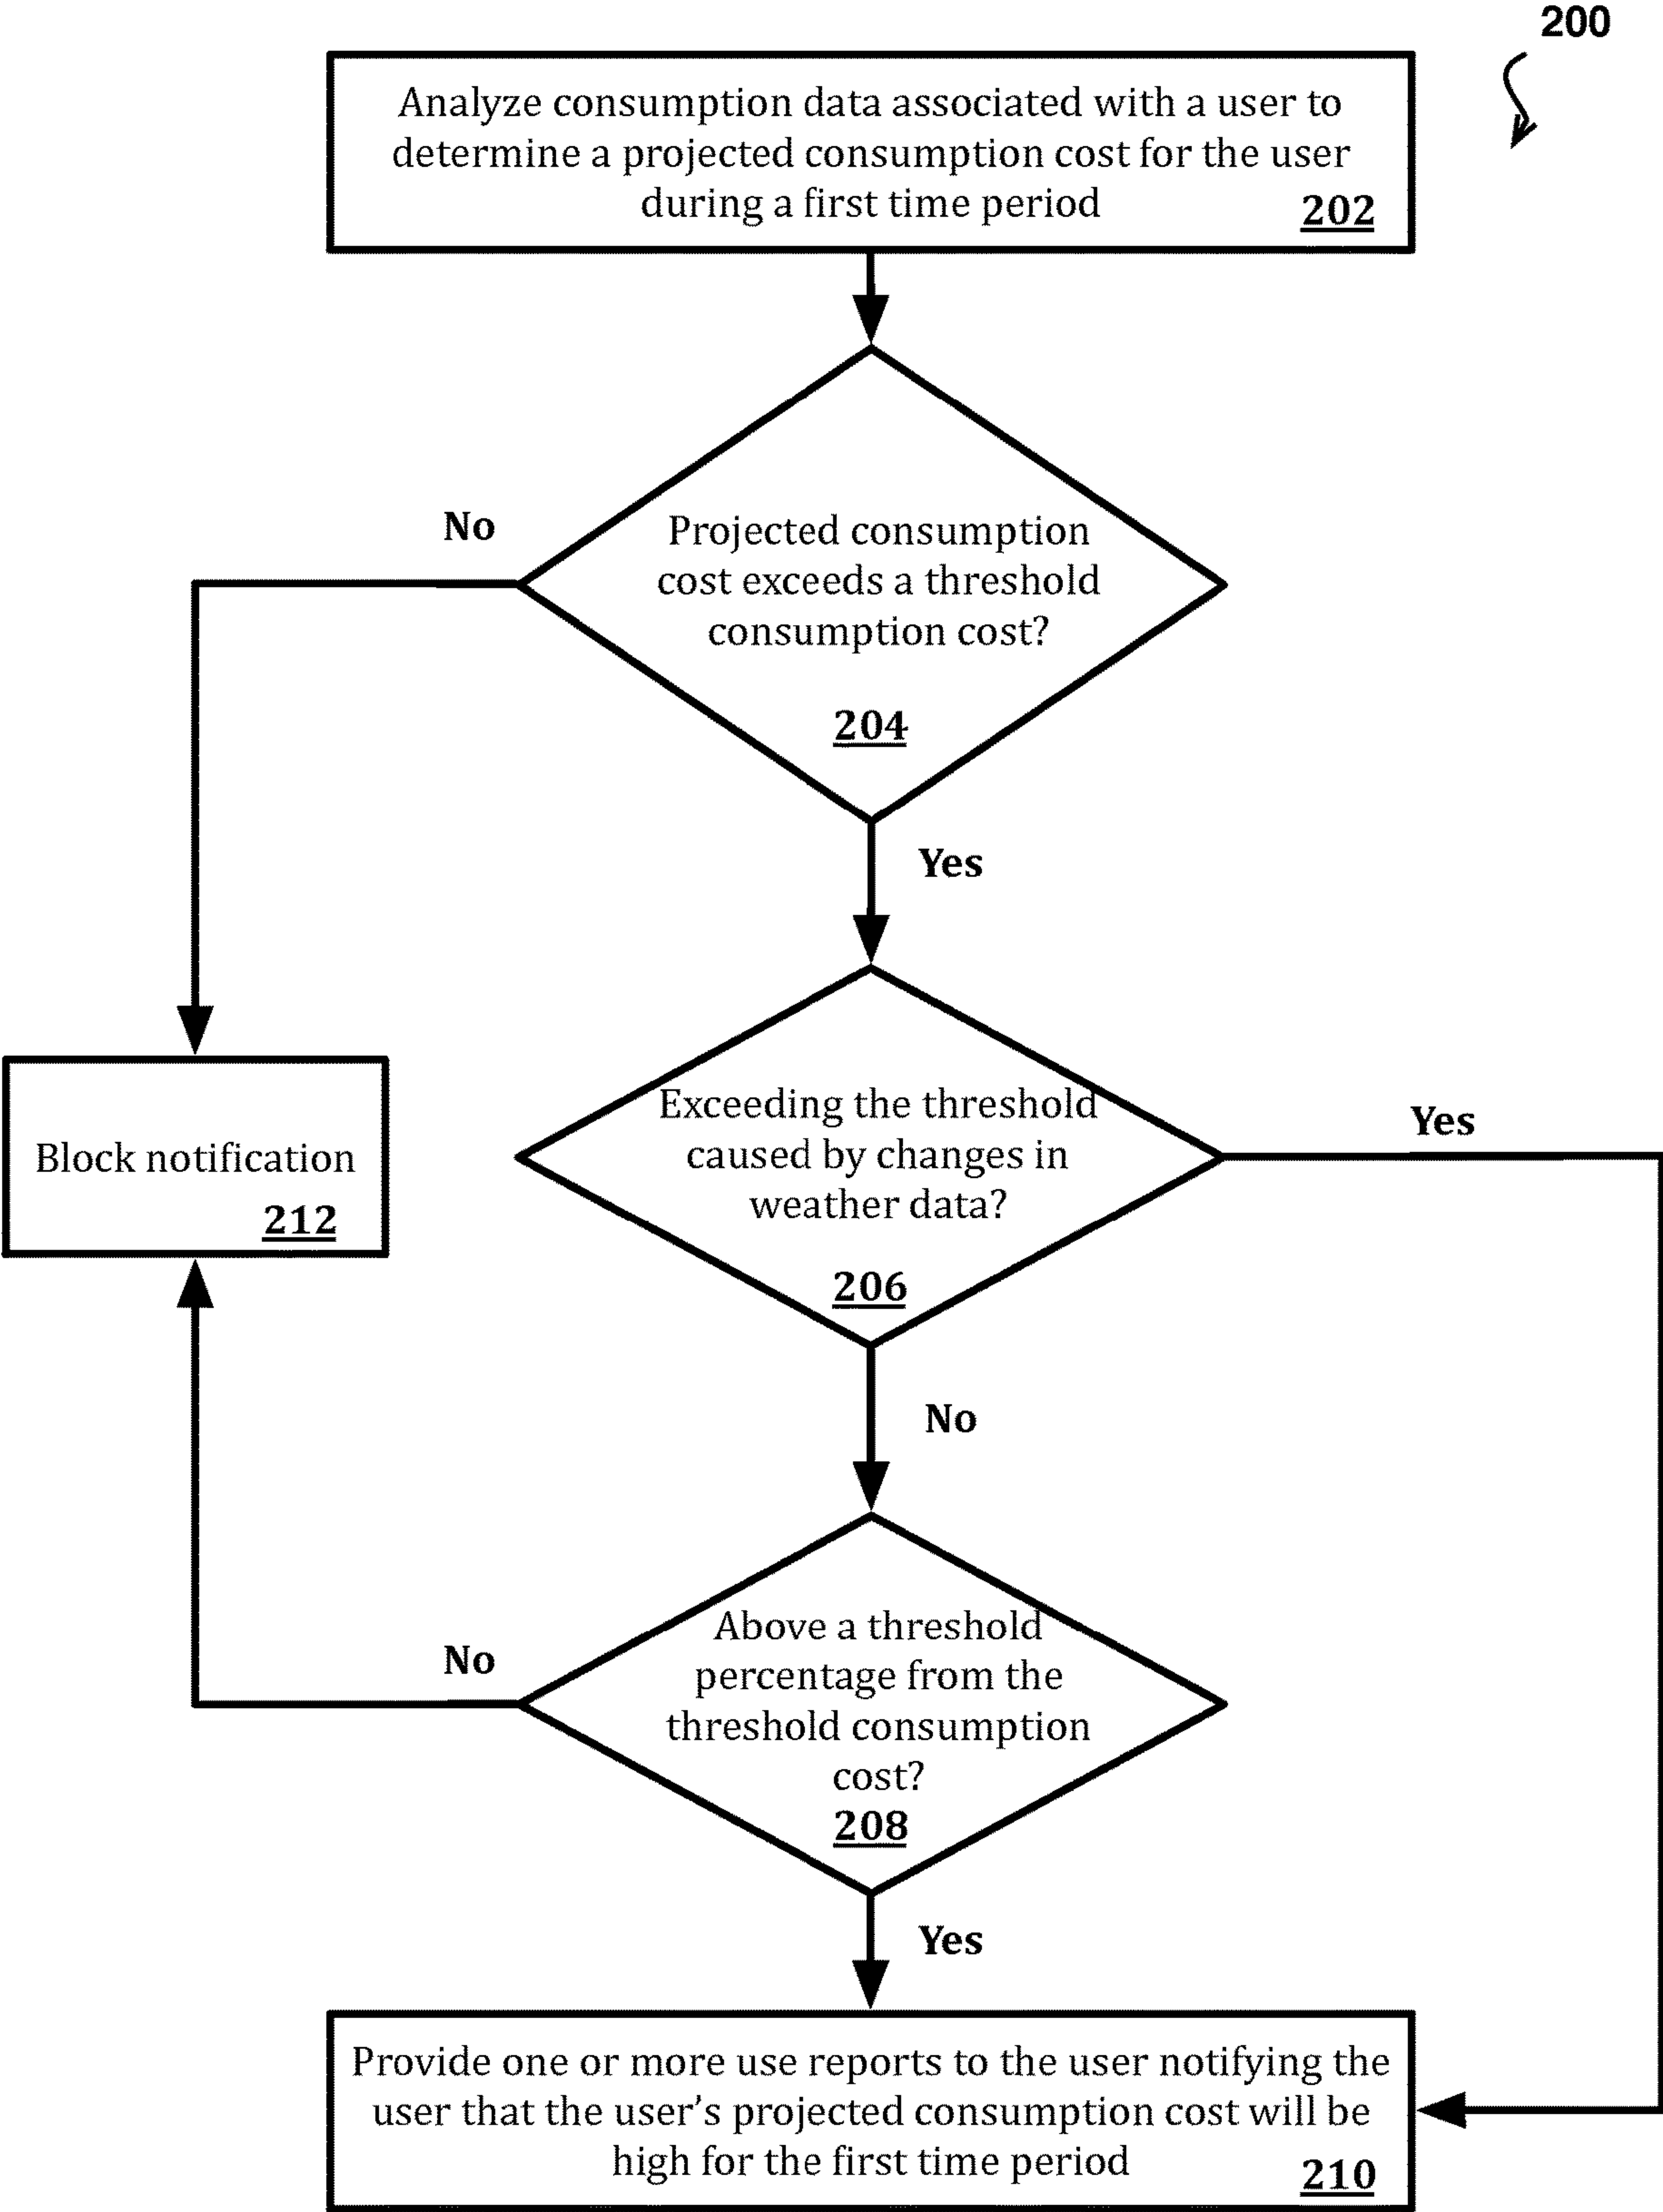 200
Analyze consumption data associated with a user to
determine a projected consumption cost for the user
during a first time period
202
No
Projected consumption
cost exceeds a threshold
consumption cost?
204
Yes
Exceeding the threshold
caused by changes in
weather data?
206
Yes
Block notification
212
No
Above a threshold
percentage from the
threshold consumption
cost?
208
No
Yes
Provide one or more use reports to the user notifying the
user that the user’s projected consumption cost will be
high for the first time period
210